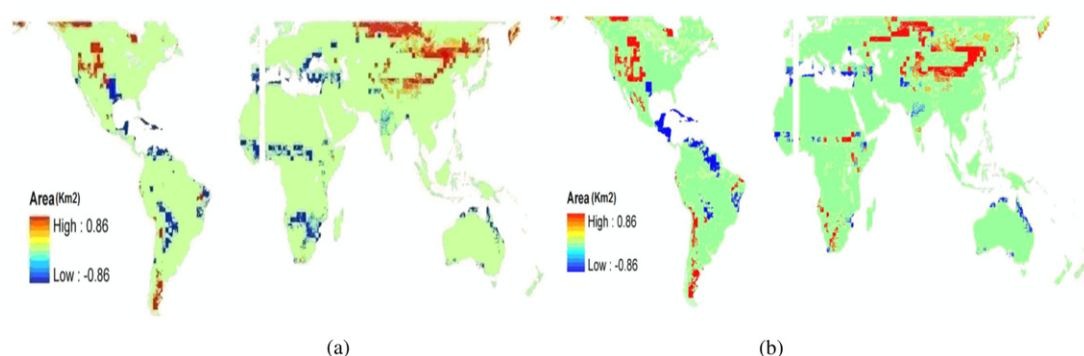 Area(Km2)
High : 0.86
Low : -0.86
(a)
Area(Km2)
High : 0.86
Low : -0.86
(b)